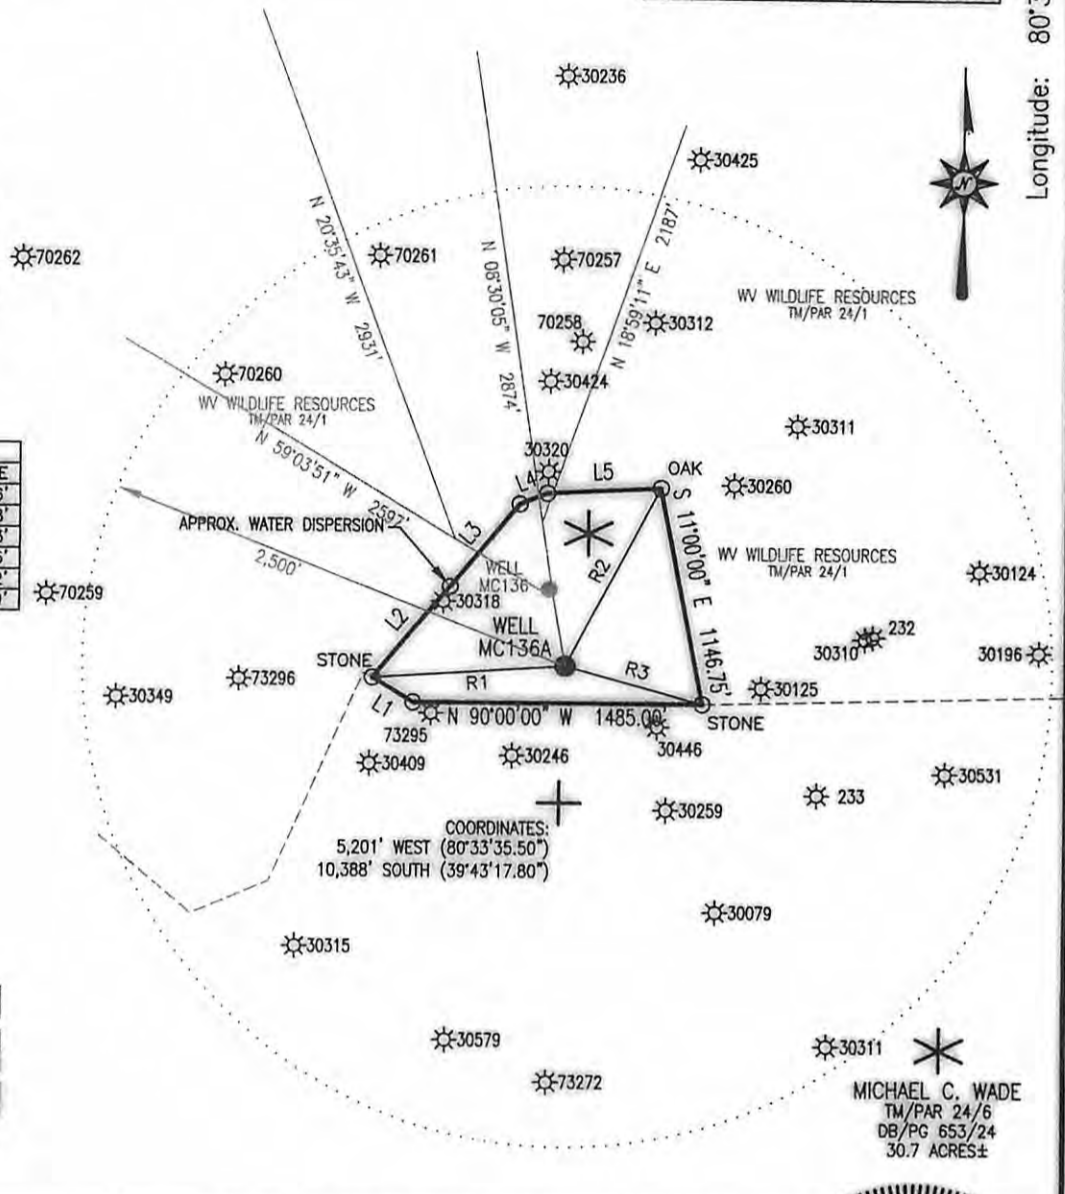 Longitude: 80°3
30236
30425
N
70262
70261
70257
N 20°35'43" W 2931'
N 08°30'05" W 2874'
N 18°59'11" E 2187'
WV WILDLIFE RESOURCES
TM/PAR 24/1
70258
30312
70260
30424
WV WILDLIFE RESOURCES
TM/PAR 24/1
30311
N 59°03'51" W 2597'
30320
L4
L5
OAK
30260
E
APPROX. WATER DISPERSION
L3
S 11°00'00" E 1146.75'
2,500'
WV WILDLIFE RESOURCES
TM/PAR 24/1
WELL
MC136
R2
30124
70259
30318
L2
WELL
MC136A
232
30310
30196
STONE
73296
R1
R3
30349
30125
L1
N 90°00'00" W 1485.00'
STONE
73295
30446
30409
30246
30531
30259
233
COORDINATES:
5,201' WEST (80°33'35.50")
10,388' SOUTH (39°43'17.80")
30079
30315
30579
30311
73272
MICHAEL C. WADE
TM/PAR 24/6
DB/PG 653/24
30.7 ACRES±